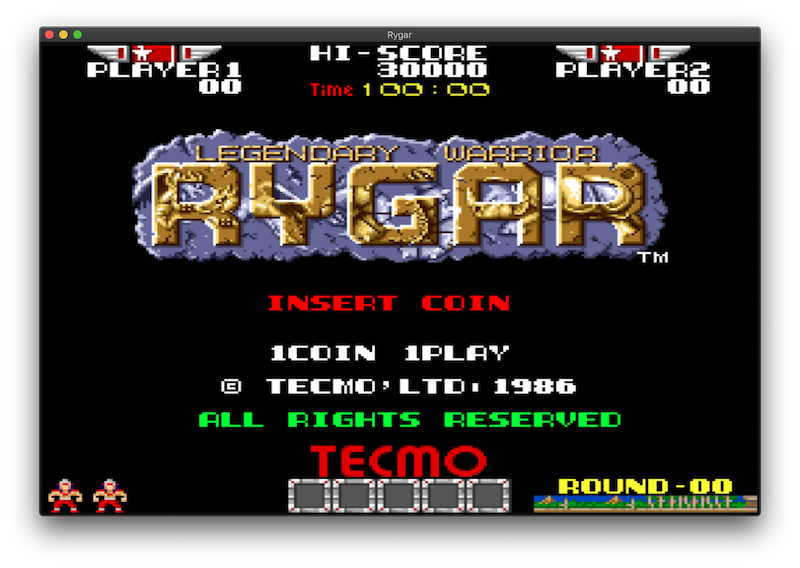 Rygar
PLAYER1 HI-SCORE PLAYER2
00 30000 00
Time 100:00
LEGENDARY WARRIOR
RYGAR
TM
INSERT COIN
1COIN 1PLAY
© TECMO,LTD. 1986
ALL RIGHTS RESERVED
TECMO
ROUND-00